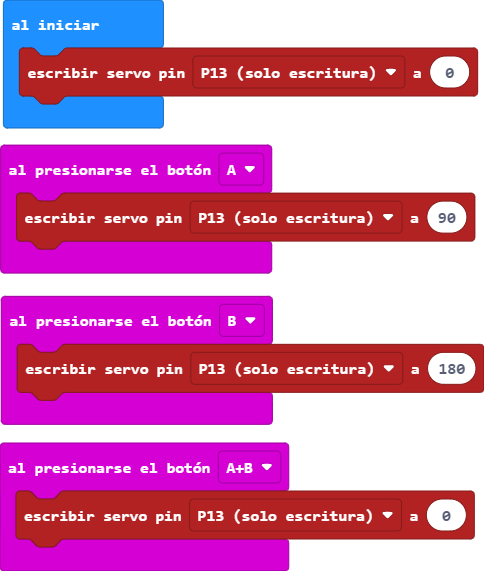 al iniciar
escribir servo pin P13 (solo escritura) a 0
al presionarse el botón A
escribir servo pin P13 (solo escritura) a 90
al presionarse el botón B
escribir servo pin P13 (solo escritura) a 180
al presionarse el botón A+B
escribir servo pin P13 (solo escritura) a 0